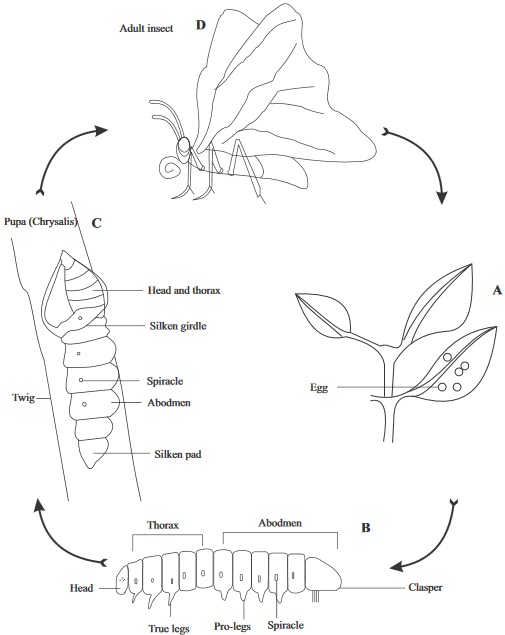 Adult insect D
Pupa (Chrysalis) C
A
Head and thorax
Silken girdle
Egg
Spiracle
Twig
Abodmen
Silken pad
B
Thorax
Abodmen
Head
Clasper
True legs
Pro-legs
Spiracle